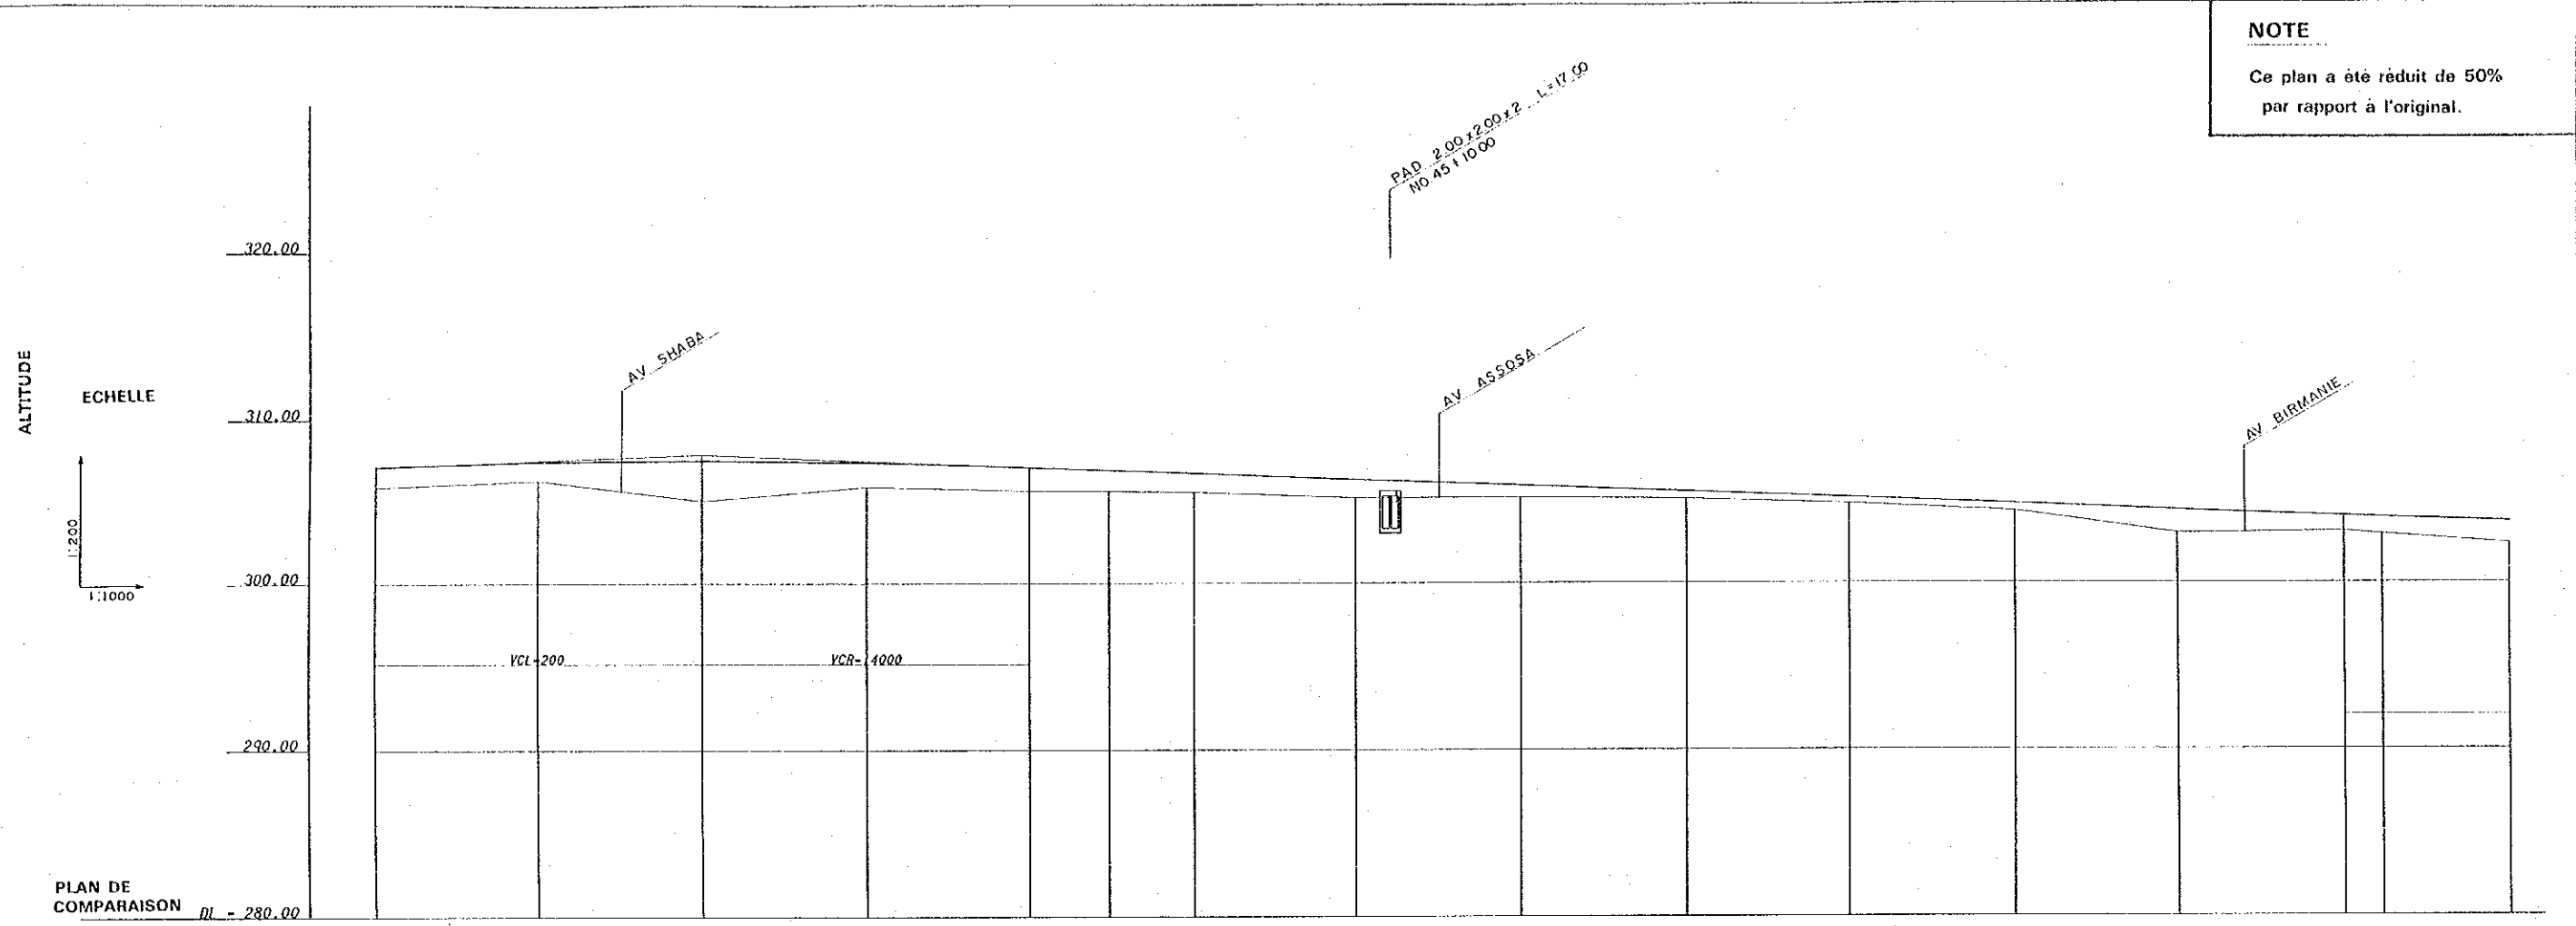 NOTE
Ce plan a été réduit de 50%
par rapport à l'original.
PAD 2.00 x 2.00 x 2 L=17.00
NO.45+10.00
320.00
ALTITUDE
AV SHABA
AV ASSOSA
AV BIRMANIE
ECHELLE
310.00
1:200
1:1000
300.00
VCL-200
VCR-14000
290.00
PLAN DE
COMPARAISON DL - 280.00